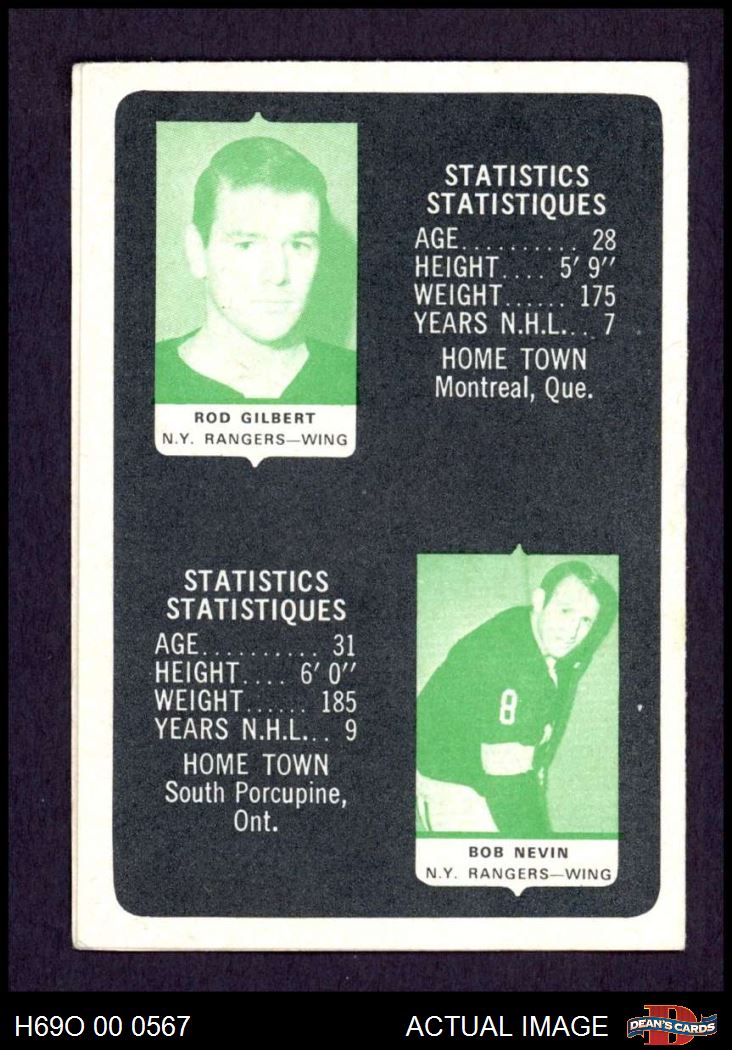 STATISTICS
STATISTIQUES
AGE.......... 28
HEIGHT.... 5' 9''
WEIGHT...... 175
YEARS N.H.L... 7
HOME TOWN
Montreal, Que.
ROD GILBERT
N.Y. RANGERS—WING
STATISTICS
STATISTIQUES
AGE.......... 31
HEIGHT.... 6' 0''
WEIGHT...... 185
YEARS N.H.L... 9
HOME TOWN
South Porcupine,
Ont.
8
BOB NEVIN
N.Y. RANGERS—WING
H69O 00 0567
ACTUAL IMAGE
D
DEAN'S CARDS